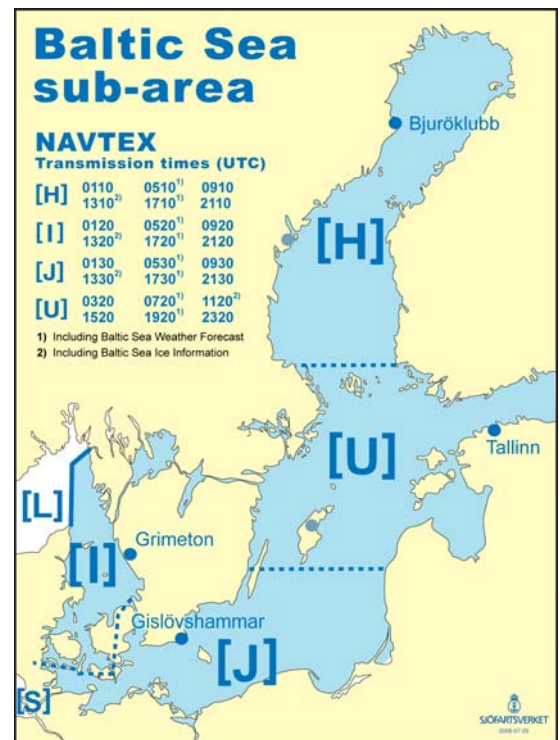 Baltic Sea
sub-area
NAVTEX
Transmission times (UTC)
[H] 0110 0510¹⁾ 0910
1310²⁾ 1710¹⁾ 2110
[I] 0120 0520¹⁾ 0920
1320²⁾ 1720¹⁾ 2120
[J] 0130 0530¹⁾ 0930
1330²⁾ 1730¹⁾ 2130
[U] 0320 0720¹⁾ 1120²⁾
1520 1920¹⁾ 2320
1) Including Baltic Sea Weather Forecast
2) Including Baltic Sea Ice Information
Bjuröklubb
[H]
[U]
Tallinn
[L]
Grimeton
[I]
Gislövshammar
[J]
[S]
SJÖFARTSVERKET